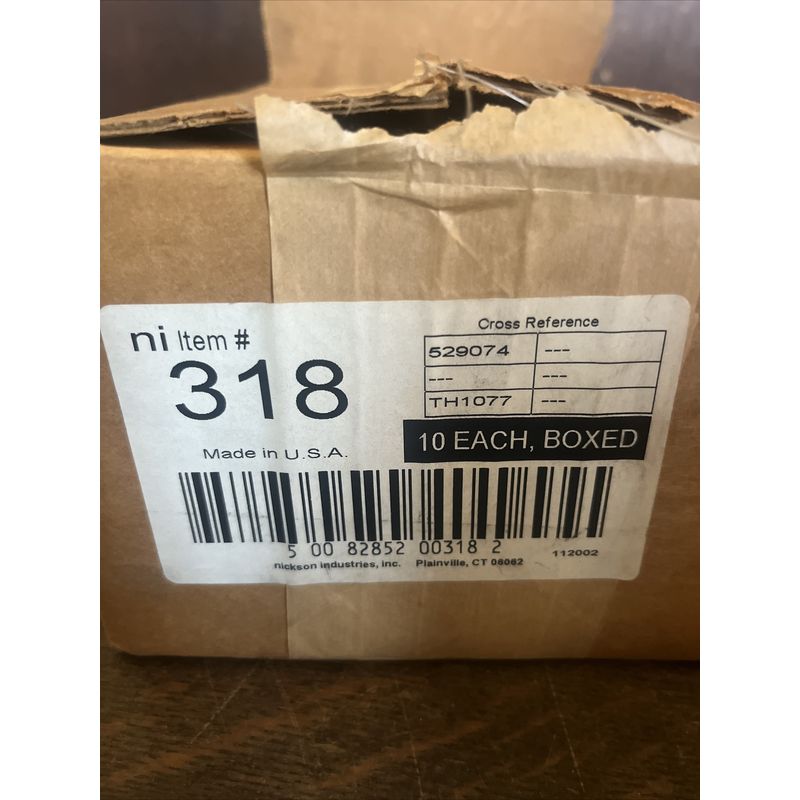 ni Item #
318
Made in U.S.A.
Cross Reference
529074 ---
--- ---
TH1077 ---
10 EACH, BOXED
5 00 82852 00318 2
112002
nickson industries, inc. Plainville, CT 06062